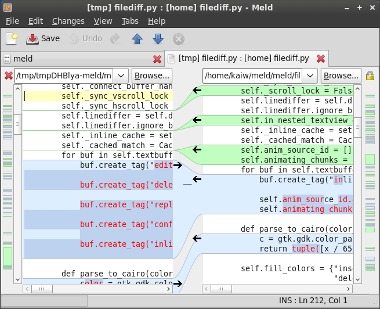 [tmp] filediff.py : [home] filediff.py - Meld
File Edit Changes View Tabs Help
Save Undo
meld
[tmp] filediff.py : [home] filediff.py
/tmp/tmpDHBlya-meld/m
Browse...
/home/kaiw/meld/meld/fil
Browse...
self._connect_buffer_han
self._sync_vscroll_lock
self._sync_hscroll_lock
self.linediffer = self.d
self.linediffer.ignore_b
self._inline_cache = set
self._cached_match = Cac
for buf in self.textbuff
buf.create_tag("edit
buf.create_tag("dele
buf.create_tag("repl
buf.create_tag("conf
buf.create_tag("inli
def parse_to_cairo(color
color = gtk.gdk.colo
self._scroll_lock = Fals
self.linediffer = self.d
self.linediffer.ignore_b
self.in_nested_textview_
self._inline_cache = set
self._cached_match = Cac
self.anim_source_id = []
self.animating_chunks =
for buf in self.textbuff
buf.create_tag("inli
self.anim_source_id.
self.animating_chunk
def parse_to_cairo(color
c = gtk.gdk.color_pa
return tuple([x / 65
self.fill_colors = {"ins
"del
INS : Ln 212, Col 1